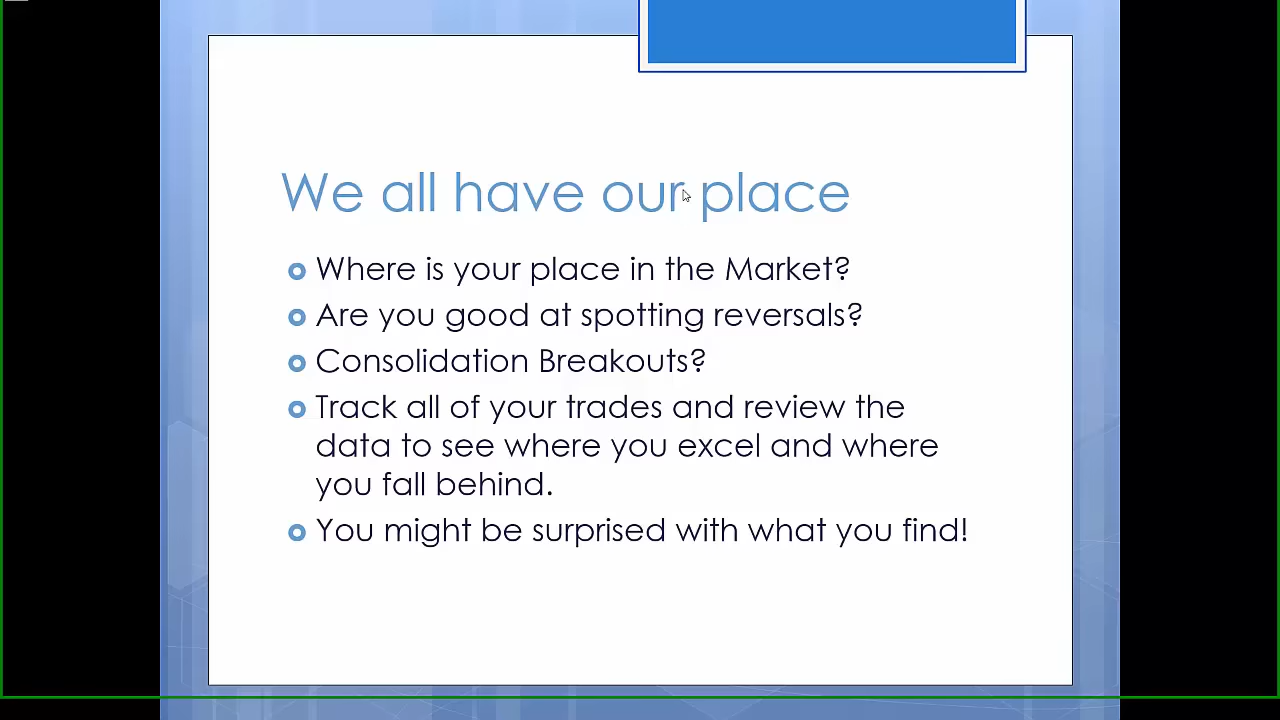 We all have our place
Where is your place in the Market?
Are you good at spotting reversals?
Consolidation Breakouts?
Track all of your trades and review the
data to see where you excel and where
you fall behind.
You might be surprised with what you find!